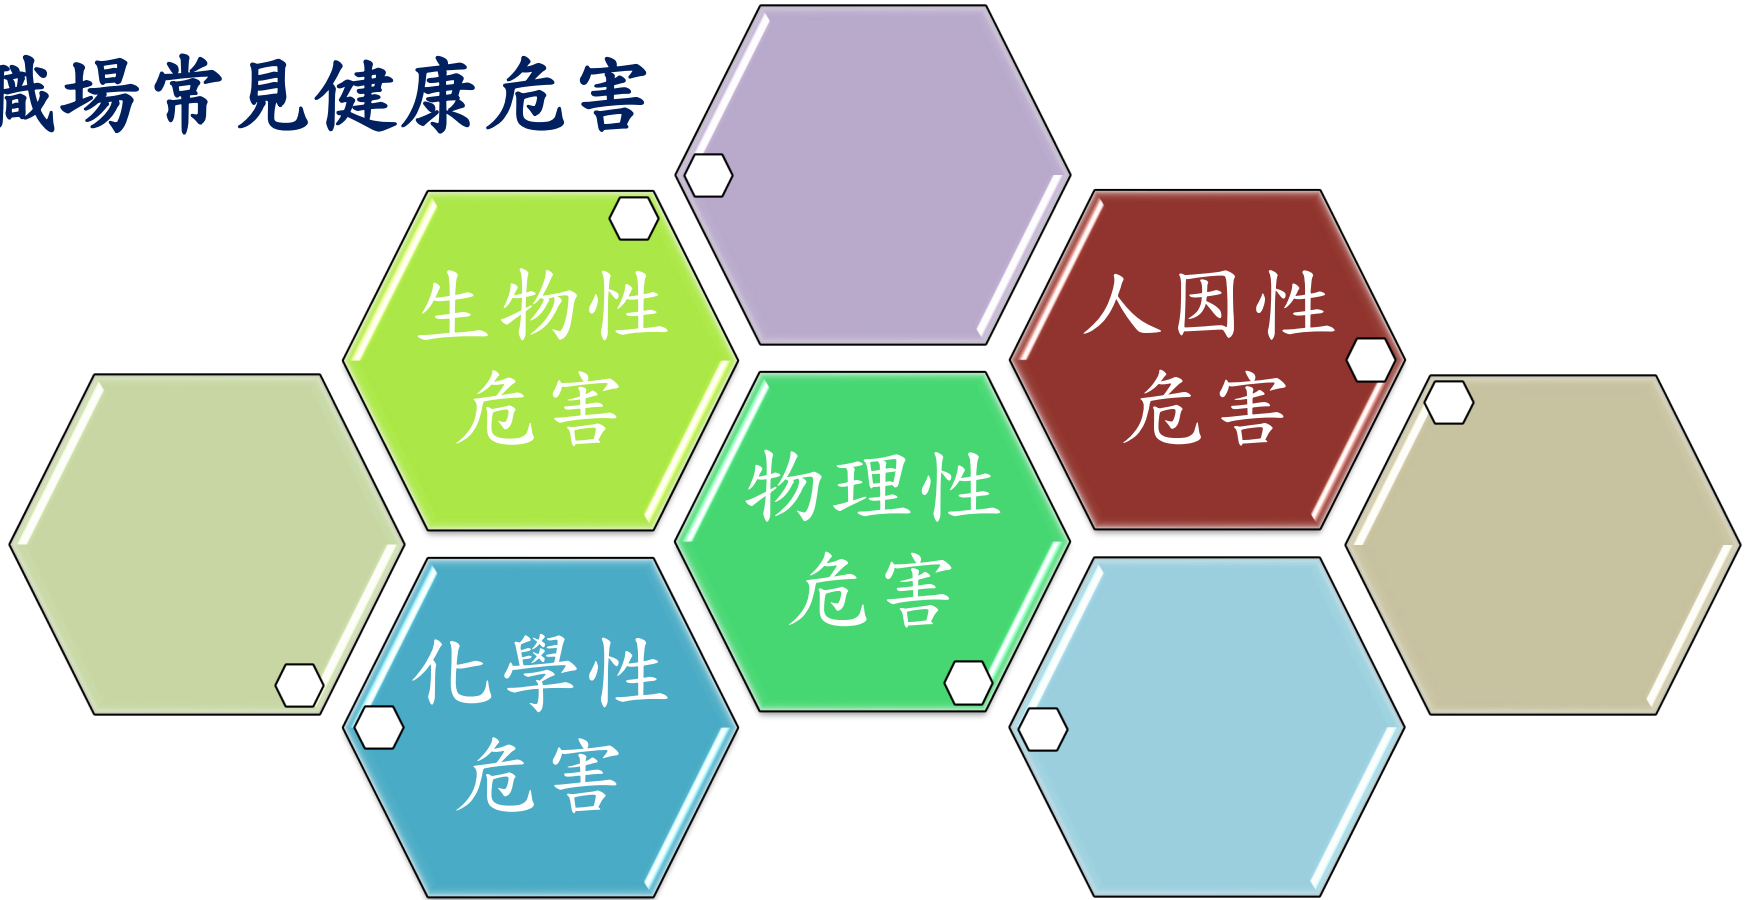 職場常見健康危害
生物性
危害
人因性
危害
物理性
危害
化學性
危害